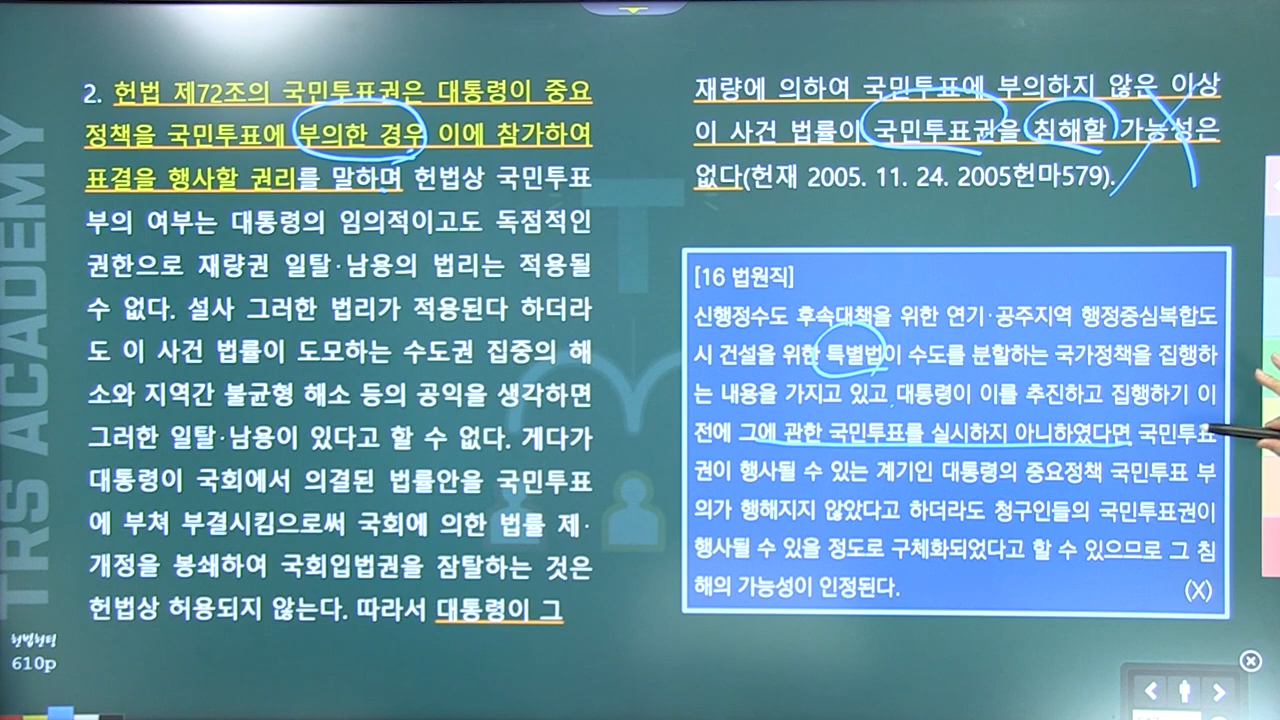 2. 헌법 제72조의 국민투표권은 대통령이 중요
정책을 국민투표에 부의한 경우 이에 참가하여
표결을 행사할 권리를 말하며 헌법상 국민투표
부의 여부는 대통령의 임의적이고도 독점적인
권한으로 재량권 일탈·남용의 법리는 적용될
수 없다. 설사 그러한 법리가 적용된다 하더라
도 이 사건 법률이 도모하는 수도권 집중의 해
소와 지역간 불균형 해소 등의 공익을 생각하면
그러한 일탈·남용이 있다고 할 수 없다. 게다가
대통령이 국회에서 의결된 법률안을 국민투표
에 부쳐 부결시킴으로써 국회에 의한 법률 제·
개정을 봉쇄하여 국회입법권을 잠탈하는 것은
헌법상 허용되지 않는다. 따라서 대통령이 그
재량에 의하여 국민투표에 부의하지 않은 이상
이 사건 법률이 국민투표권을 침해할 가능성은
없다(헌재 2005. 11. 24. 2005헌마579).
[16 법원직]
신행정수도 후속대책을 위한 연기·공주지역 행정중심복합도
시 건설을 위한 특별법이 수도를 분할하는 국가정책을 집행하
는 내용을 가지고 있고 대통령이 이를 추진하고 집행하기 이
전에 그에 관한 국민투표를 실시하지 아니하였다면 국민투표
권이 행사될 수 있는 계기인 대통령의 중요정책 국민투표 부
의가 행해지지 않았다고 하더라도 청구인들의 국민투표권이
행사될 수 있을 정도로 구체화되었다고 할 수 있으므로 그 침
해의 가능성이 인정된다. (X)
TRS ACADEMY
610p